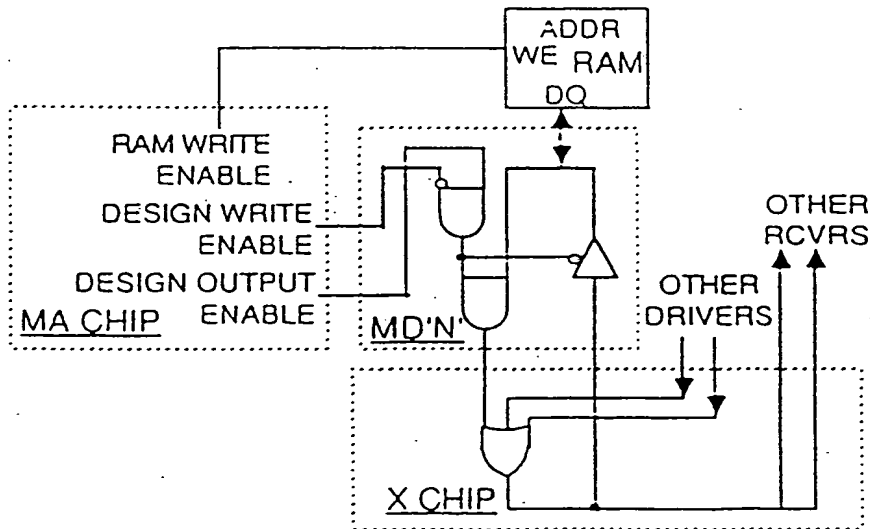 ADDR
WE RAM
DQ
RAM WRITE
ENABLE
DESIGN WRITE
ENABLE
DESIGN OUTPUT
ENABLE
MA CHIP
MD'N'
OTHER
RCVRS
OTHER
DRIVERS
X CHIP